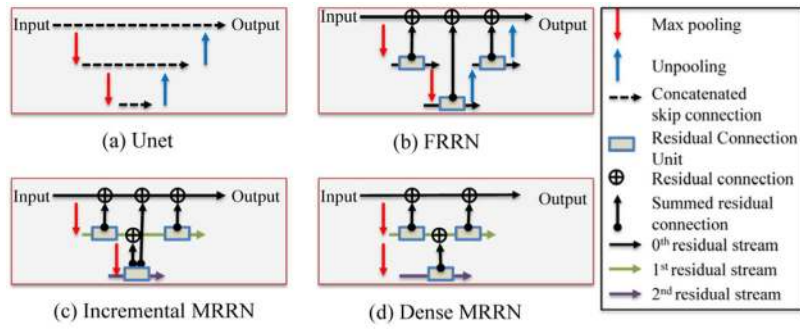 Input Output
(a) Unet
Input Output
(b) FRRN
Input Output
(c) Incremental MRRN
Input Output
(d) Dense MRRN
Max pooling
Unpooling
Concatenated
skip connection
Residual Connection
Unit
Residual connection
Summed residual
connection
0th residual stream
1st residual stream
2nd residual stream